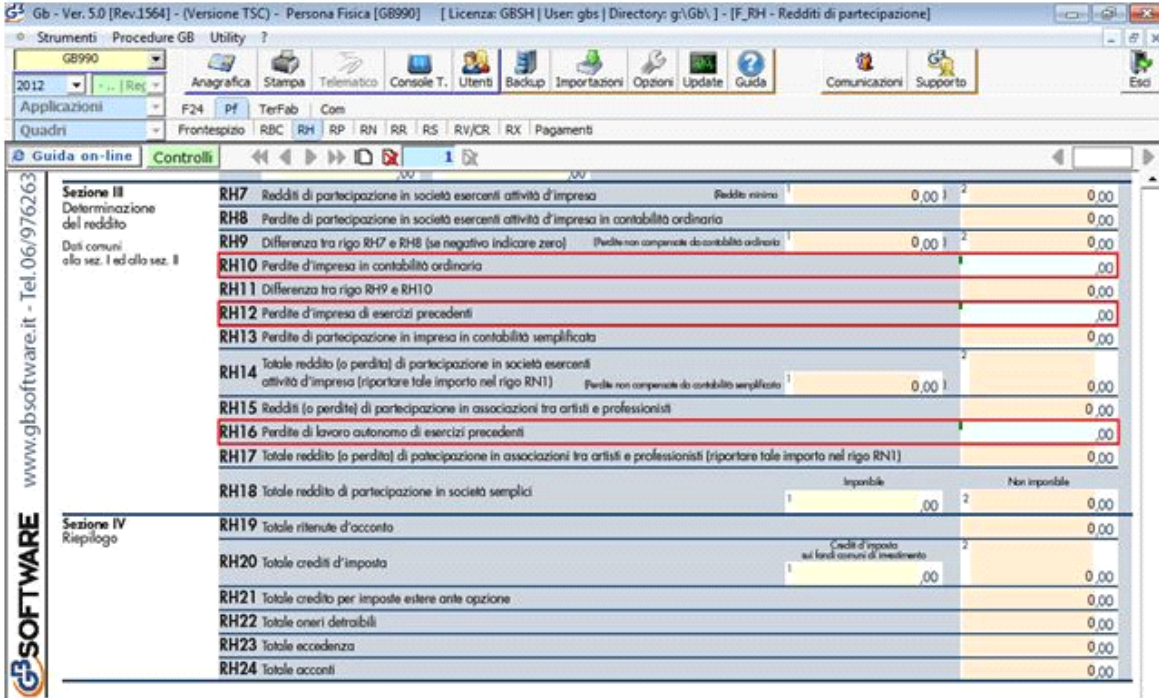 Gb - Ver. 5.0 [Rev.1564] - (Versione TSC) - Persona Fisica [GB990] [ Licenza: GBSH | User: gbs | Directory: g:\Gb\ ] - [F_RH - Redditi di partecipazione]
Strumenti Procedure GB Utility ?
GB990
2012
Anagrafica Stampa Telematico Console T. Utenti Backup Importazioni Opzioni Update Guida Comunicazioni Supporto Esci
Applicazioni F24 Pf TerFab Com
Quadri Frontespizio RBC RH RP RN RR RS RV/CR RX Pagamenti
Guida on-line Controlli 1
,00 ,00
Sezione III
Determinazione
del reddito
Dati comuni
alla sez. I ed alla sez. II
RH7 Redditi di partecipazione in società esercenti attività d'impresa (Reddito minimo 1 0,00 ) 2 0,00
RH8 Perdite di partecipazione in società esercenti attività d'impresa in contabilità ordinaria 0,00
RH9 Differenza tra rigo RH7 e RH8 (se negativo indicare zero) (Perdite non compensate da contabilità ordinaria 1 0,00 ) 2 0,00
RH10 Perdite d'impresa in contabilità ordinaria ,00
RH11 Differenza tra rigo RH9 e RH10 0,00
RH12 Perdite d'impresa di esercizi precedenti ,00
RH13 Perdite di partecipazione in impresa in contabilità semplificata 0,00
RH14 Totale reddito (o perdita) di partecipazione in società esercenti
attività d'impresa (riportare tale importo nel rigo RN1) (Perdite non compensate da contabilità semplificata 1 0,00 ) 2 0,00
RH15 Redditi (o perdite) di partecipazione in associazioni tra artisti e professionisti 0,00
RH16 Perdite di lavoro autonomo di esercizi precedenti ,00
RH17 Totale reddito (o perdita) di patecipazione in associazioni tra artisti e professionisti (riportare tale importo nel rigo RN1) 0,00
Imponibile Non imponibile
RH18 Totale reddito di partecipazione in società semplici 1 ,00 2 0,00
Sezione IV
Riepilogo
RH19 Totale ritenute d'acconto 0,00
Crediti d'imposta
sui fondi comuni di investimento
RH20 Totale crediti d'imposta 1 ,00 2 0,00
RH21 Totale credito per imposte estere ante opzione 0,00
RH22 Totale oneri detraibili 0,00
RH23 Totale eccedenza 0,00
RH24 Totale acconti 0,00
GBSOFTWARE www.gbsoftware.it - Tel.06/976263